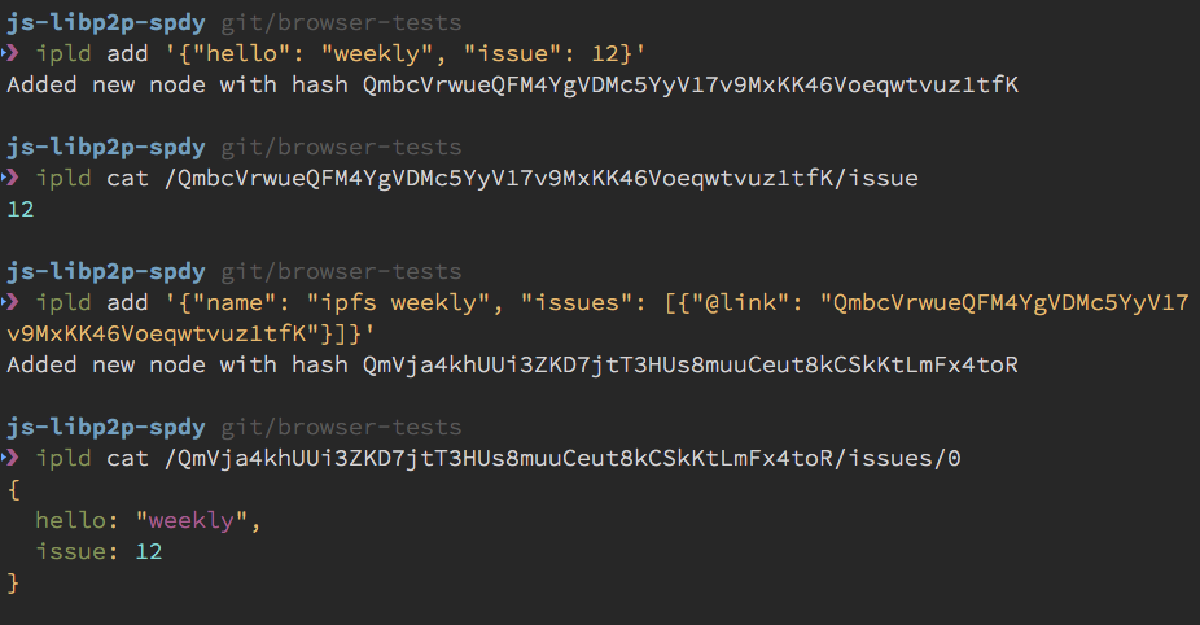 js-libp2p-spdy git/browser-tests
❯ ipld add '{"hello": "weekly", "issue": 12}'
Added new node with hash QmbcVrwueQFM4YgVDMc5YyV17v9MxKK46Voeqwtvuz1tfK
js-libp2p-spdy git/browser-tests
❯ ipld cat /QmbcVrwueQFM4YgVDMc5YyV17v9MxKK46Voeqwtvuz1tfK/issue
12
js-libp2p-spdy git/browser-tests
❯ ipld add '{"name": "ipfs weekly", "issues": [{"@link": "QmbcVrwueQFM4YgVDMc5YyV17
v9MxKK46Voeqwtvuz1tfK"}]}'
Added new node with hash QmVja4khUUi3ZKD7jtT3HUs8muuCeut8kCSkKtLmFx4toR
js-libp2p-spdy git/browser-tests
❯ ipld cat /QmVja4khUUi3ZKD7jtT3HUs8muuCeut8kCSkKtLmFx4toR/issues/0
{
  hello: "weekly",
  issue: 12
}